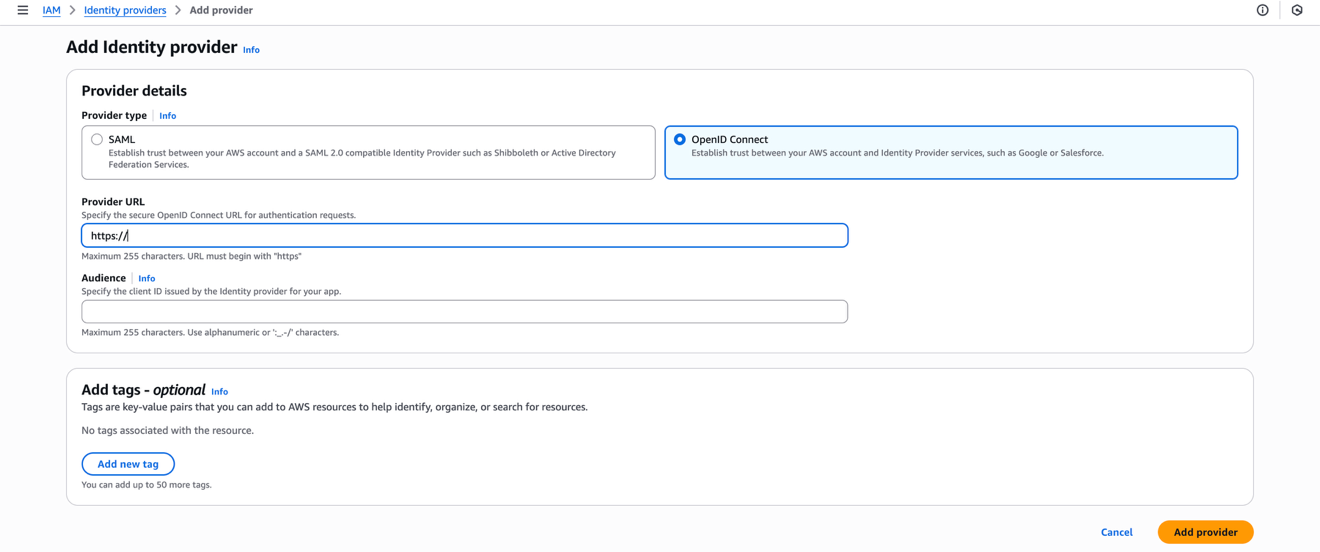 IAM > Identity providers > Add provider
Add Identity provider Info
Provider details
Provider type Info
SAML
Establish trust between your AWS account and a SAML 2.0 compatible Identity Provider such as Shibboleth or Active Directory
Federation Services.
OpenID Connect
Establish trust between your AWS account and Identity Provider services, such as Google or Salesforce.
Provider URL
Specify the secure OpenID Connect URL for authentication requests.
https://
Maximum 255 characters. URL must begin with "https"
Audience Info
Specify the client ID issued by the Identity provider for your app.
Maximum 255 characters. Use alphanumeric or ':_.-/' characters.
Add tags - optional Info
Tags are key-value pairs that you can add to AWS resources to help identify, organize, or search for resources.
No tags associated with the resource.
Add new tag
You can add up to 50 more tags.
Cancel
Add provider